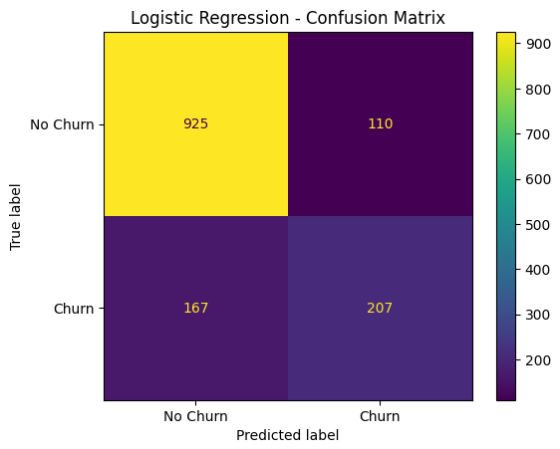 Logistic Regression - Confusion Matrix
True label
No Churn
925
110
Churn
167
207
No Churn
Churn
Predicted label
900
800
700
600
500
400
300
200